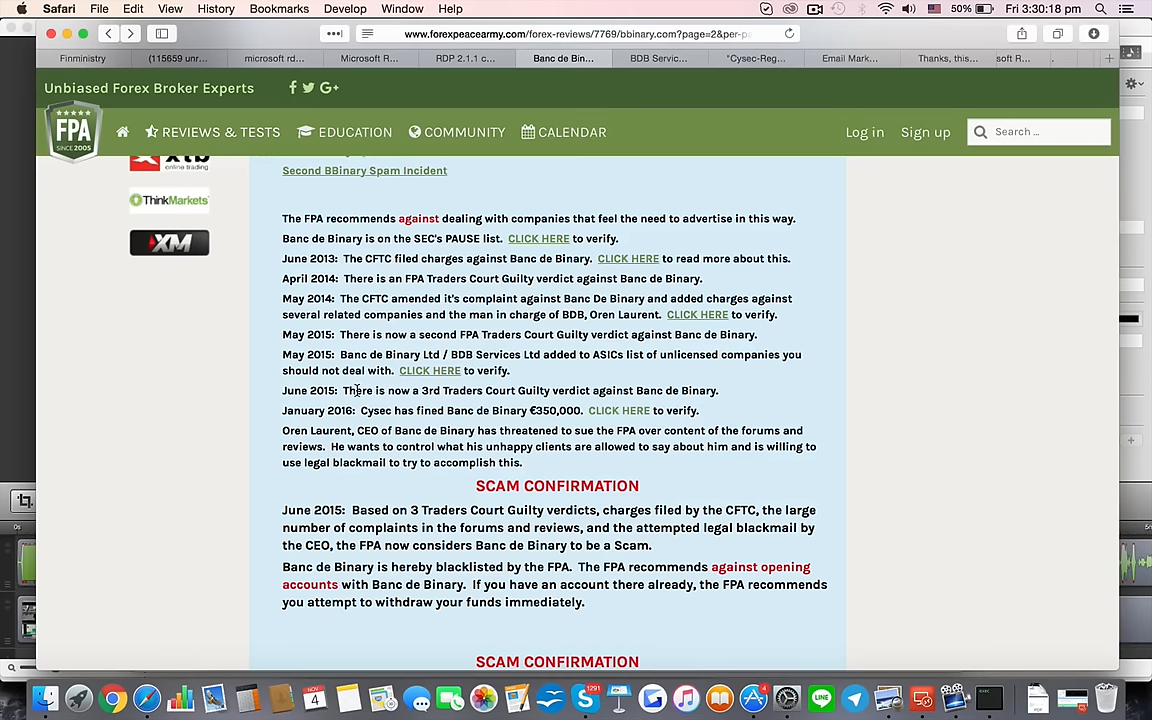 Safari File Edit View History Bookmarks Develop Window Help 50% Fri 3:30:18 pm
www.forexpeacearmy.com/forex-reviews/7769/bbinary.com?page=2&per-p
Finministry (115659 unr... microsoft rd... Microsoft R... RDP 2.1.1 c... Banc de Bin... BDB Servic... "Cysec-Reg... Email Mark... Thanks, this... soft R...
Unbiased Forex Broker Experts
FPA SINCE 2005 REVIEWS & TESTS EDUCATION COMMUNITY CALENDAR Log in Sign up Search ...
xtb
online trading
Second BBinary Spam Incident
ThinkMarkets
XM
The FPA recommends against dealing with companies that feel the need to advertise in this way.
Banc de Binary is on the SEC's PAUSE list. CLICK HERE to verify.
June 2013: The CFTC filed charges against Banc de Binary. CLICK HERE to read more about this.
April 2014: There is an FPA Traders Court Guilty verdict against Banc de Binary.
May 2014: The CFTC amended it's complaint against Banc De Binary and added charges against
several related companies and the man in charge of BDB, Oren Laurent. CLICK HERE to verify.
May 2015: There is now a second FPA Traders Court Guilty verdict against Banc de Binary.
May 2015: Banc de Binary Ltd / BDB Services Ltd added to ASICs list of unlicensed companies you
should not deal with. CLICK HERE to verify.
June 2015: There is now a 3rd Traders Court Guilty verdict against Banc de Binary.
January 2016: Cysec has fined Banc de Binary €350,000. CLICK HERE to verify.
Oren Laurent, CEO of Banc de Binary has threatened to sue the FPA over content of the forums and
reviews. He wants to control what his unhappy clients are allowed to say about him and is willing to
use legal blackmail to try to accomplish this.
SCAM CONFIRMATION
June 2015: Based on 3 Traders Court Guilty verdicts, charges filed by the CFTC, the large
number of complaints in the forums and reviews, and the attempted legal blackmail by
the CEO, the FPA now considers Banc de Binary to be a Scam.
Banc de Binary is hereby blacklisted by the FPA. The FPA recommends against opening
accounts with Banc de Binary. If you have an account there already, the FPA recommends
you attempt to withdraw your funds immediately.
SCAM CONFIRMATION
0s
NOV 4 1291 LINE 4